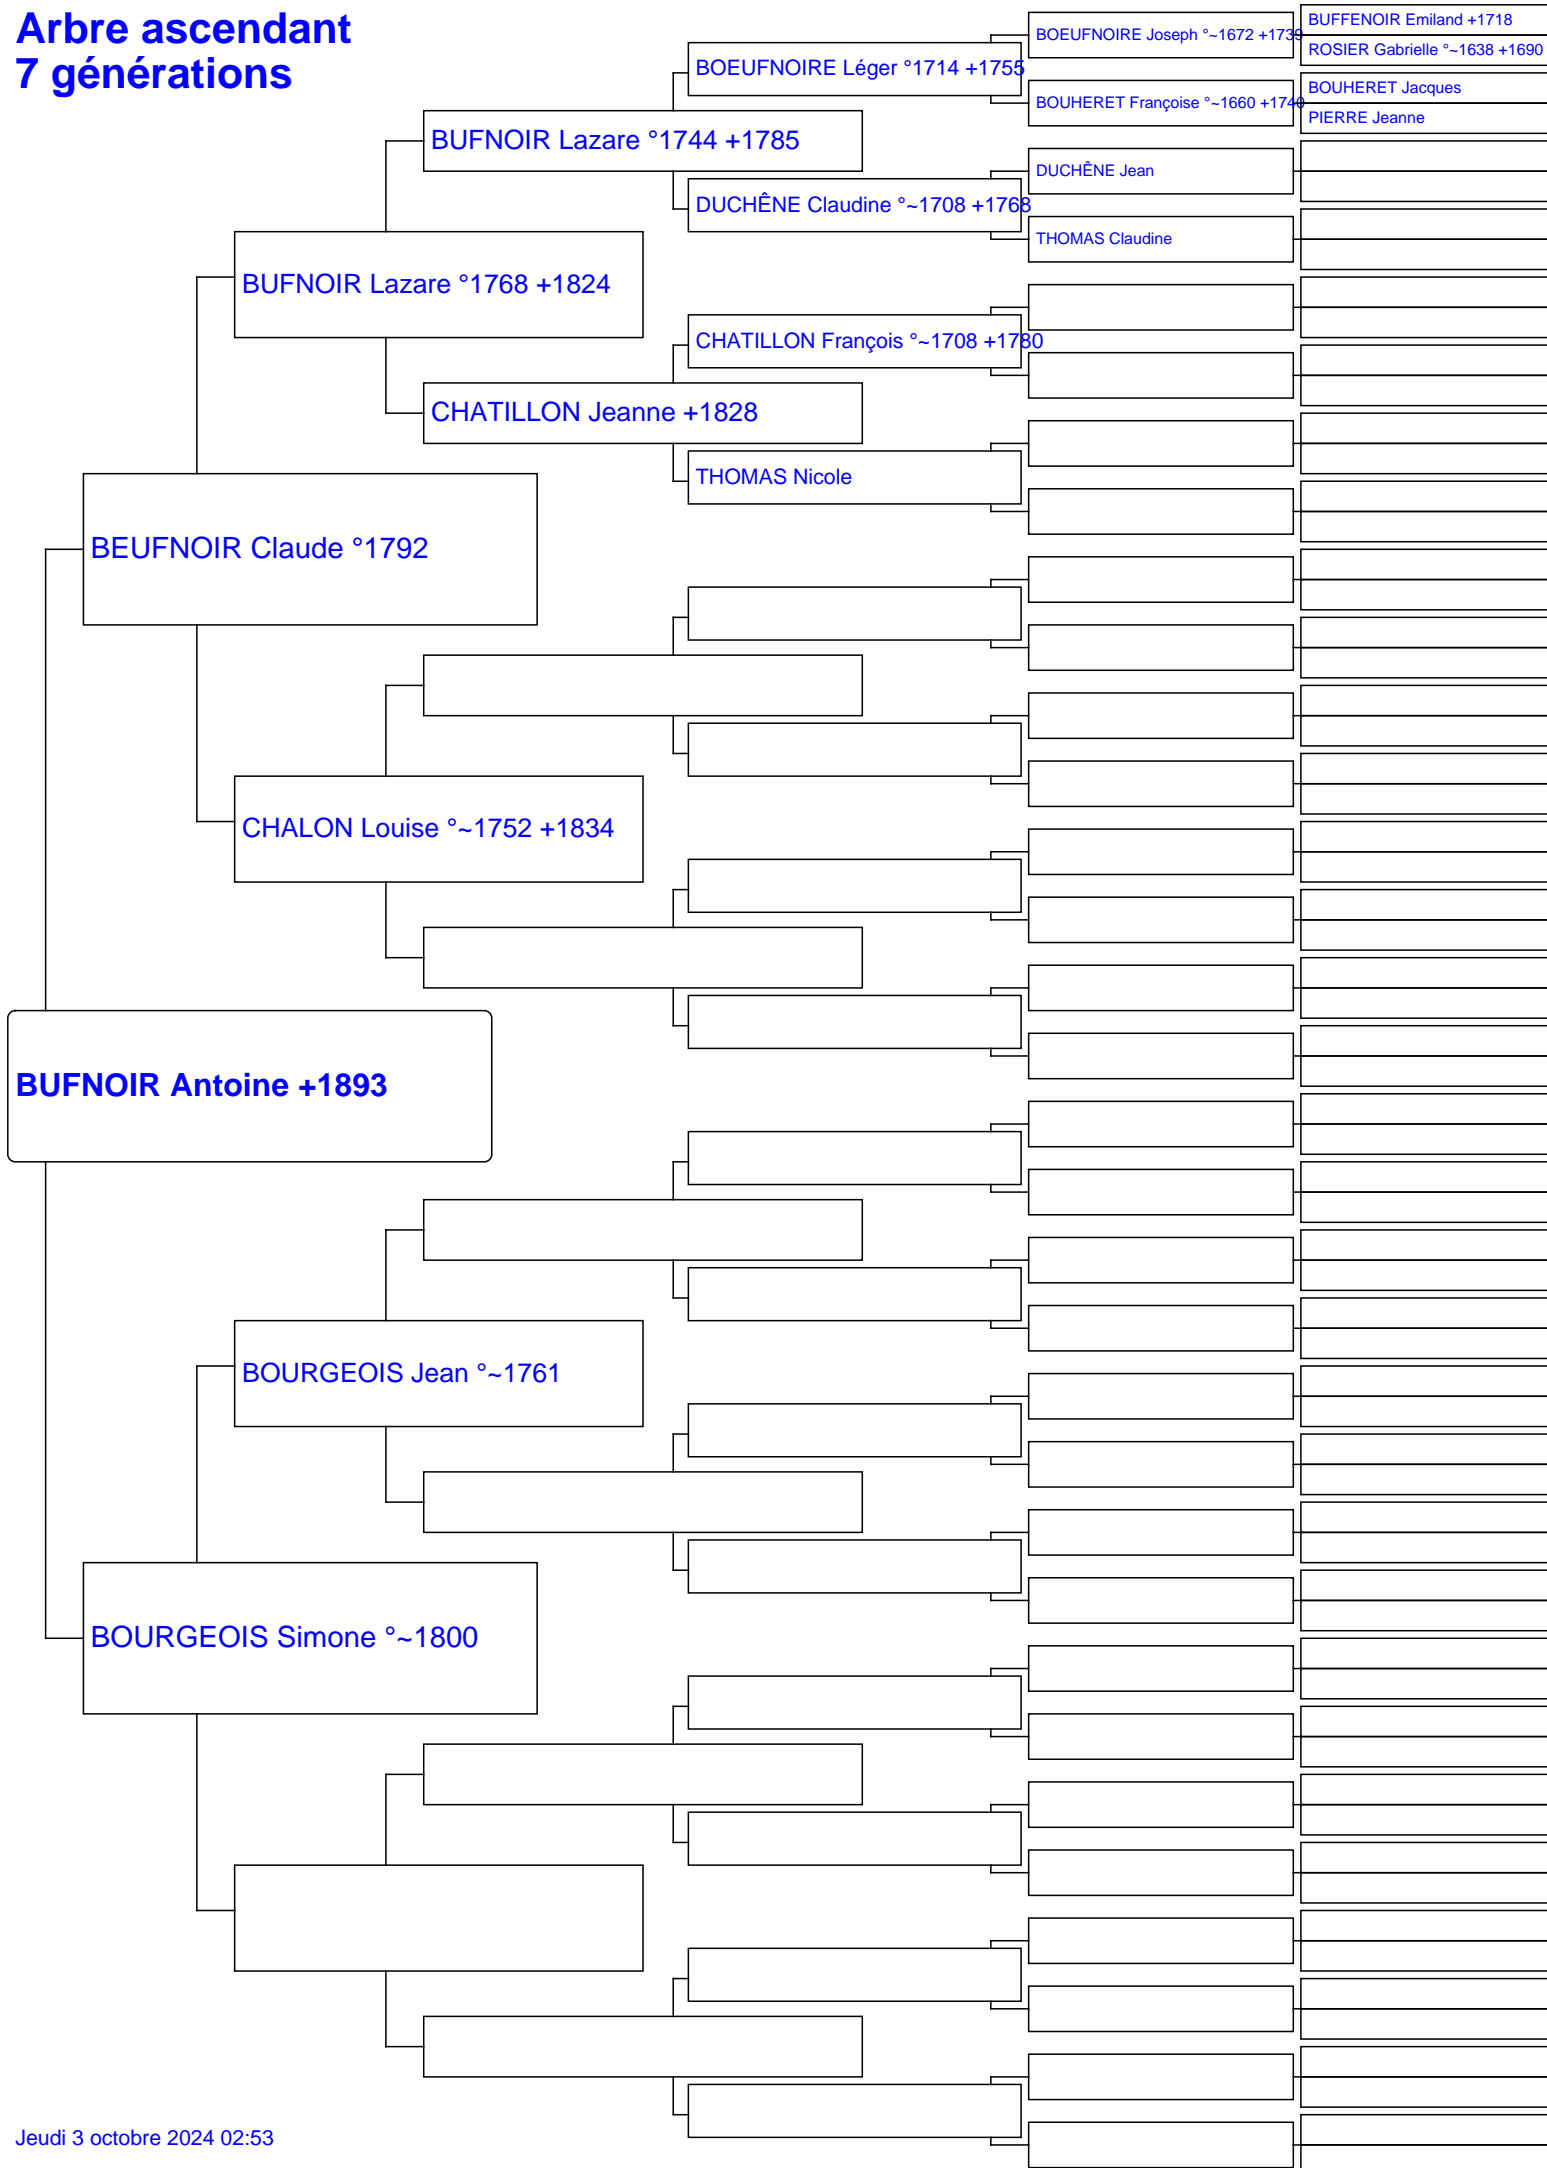 Arbre ascendant
7 générations
BUFNOIR Antoine +1893
BEUFNOIR Claude °1792
BOURGEOIS Simone °~1800
BUFNOIR Lazare °1768 +1824
CHALON Louise °~1752 +1834
BOURGEOIS Jean °~1761
BUFNOIR Lazare °1744 +1785
CHATILLON Jeanne +1828
BOEUFNOIRE Léger °1714 +1755
DUCHÊNE Claudine °~1708 +1768
CHATILLON François °~1708 +1780
THOMAS Nicole
BOEUFNOIRE Joseph °~1672 +1739
BOUHERET Françoise °~1660 +1740
DUCHÊNE Jean
THOMAS Claudine
BUFFENOIR Emiland +1718
ROSIER Gabrielle °~1638 +1690
BOUHERET Jacques
PIERRE Jeanne
Jeudi 3 octobre 2024 02:53